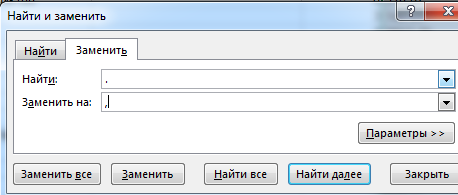 Найти и заменить
Найти Заменить
Найти: .
Заменить на: ,
Параметры >>
Заменить все Заменить Найти все Найти далее Закрыть